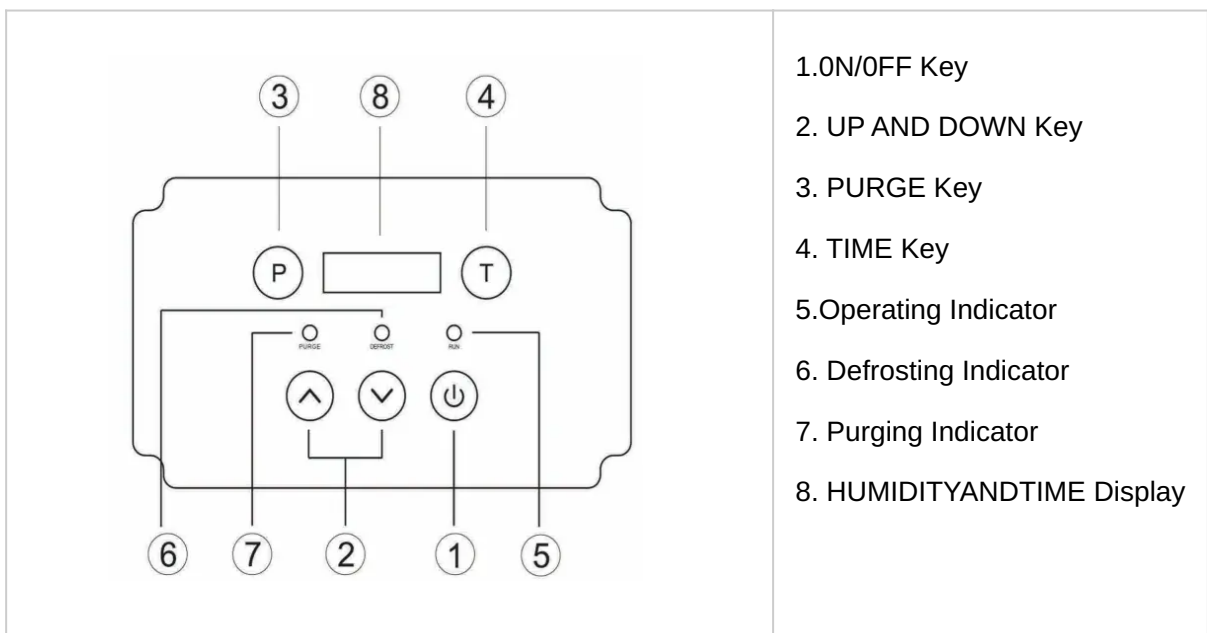 3 8 4
P T
PURGE DEFROST RUN
6 7 2 1 5
1.0N/0FF Key
2. UP AND DOWN Key
3. PURGE Key
4. TIME Key
5.Operating Indicator
6. Defrosting Indicator
7. Purging Indicator
8. HUMIDITYANDTIME Display